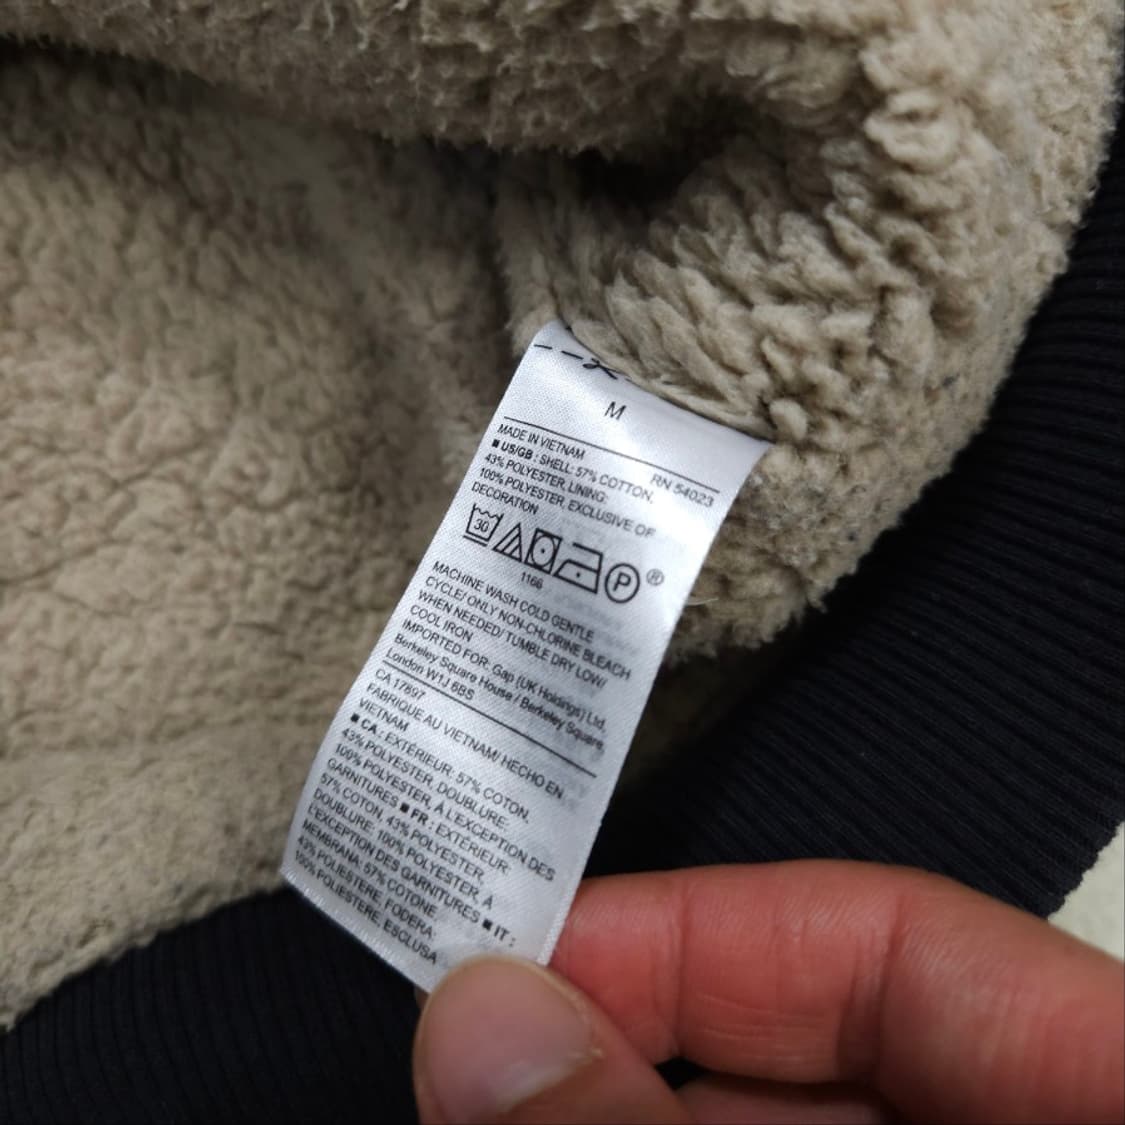 M
MADE IN VIETNAM
RN 54023
■ US/GB : SHELL: 57% COTTON,
43% POLYESTER, LINING:
100% POLYESTER, EXCLUSIVE OF
DECORATION
30
P
®
1166
MACHINE WASH COLD GENTLE
CYCLE/ ONLY NON-CHLORINE BLEACH
WHEN NEEDED/ TUMBLE DRY LOW/
COOL IRON
IMPORTED FOR: Gap (UK Holdings) Ltd,
Berkeley Square House / Berkeley Square,
London W1J 6BS
CA 17897
FABRIQUE AU VIETNAM/ HECHO EN
VIETNAM
■ CA : EXTÉRIEUR: 57% COTON,
43% POLYESTER, DOUBLURE:
100% POLYESTER, À L'EXCEPTION DES
GARNITURES ■ FR : EXTÉRIEUR:
57% COTON, 43% POLYESTER,
DOUBLURE: 100% POLYESTER, À
L'EXCEPTION DES GARNITURES ■ IT :
MEMBRANA: 57% COTONE,
43% POLIESTERE, FODERA:
100% POLIESTERE, ESCLUSA